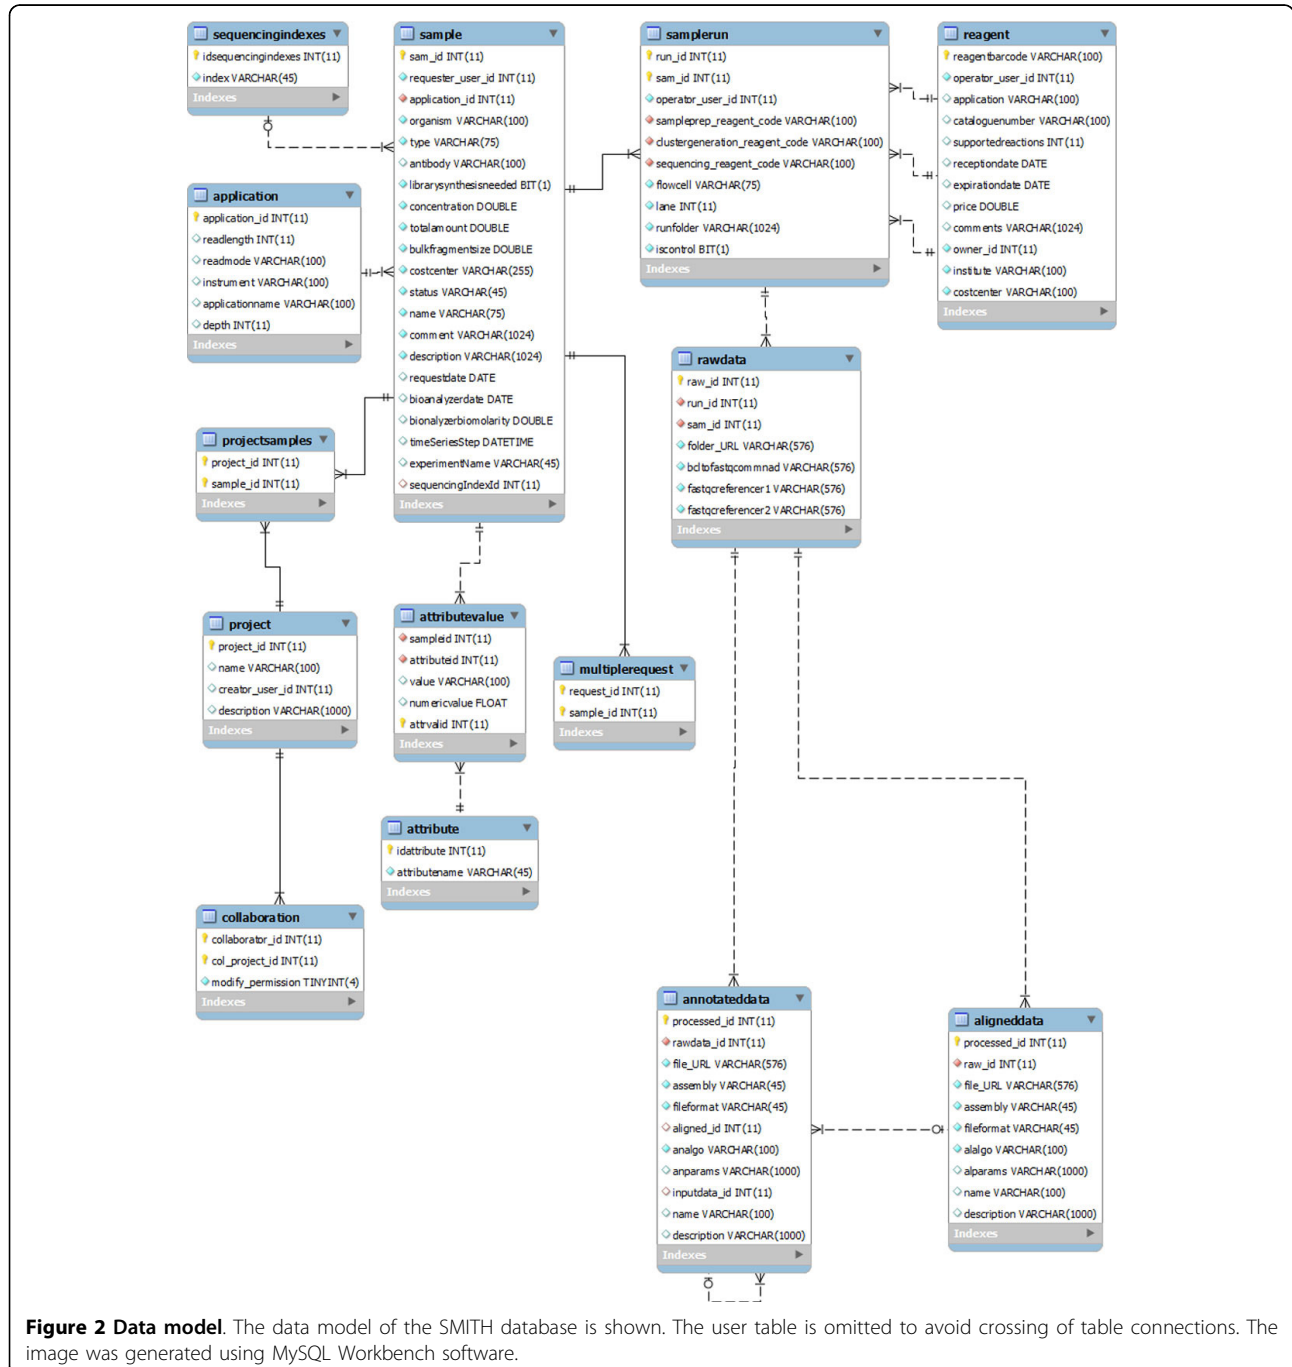 sequencingindexes
idsequencingindexes INT(11)
index VARCHAR(45)
Indexes
application
application_id INT(11)
readlength INT(11)
readmode VARCHAR(100)
instrument VARCHAR(100)
applicationname VARCHAR(100)
depth INT(11)
Indexes
sample
sam_id INT(11)
requester_user_id INT(11)
application_id INT(11)
organism VARCHAR(100)
type VARCHAR(75)
antibody VARCHAR(100)
librarysynthesisneeded BIT(1)
concentration DOUBLE
totalamount DOUBLE
bulkfragmentsize DOUBLE
costcenter VARCHAR(255)
status VARCHAR(45)
name VARCHAR(75)
comment VARCHAR(1024)
description VARCHAR(1024)
requestdate DATE
bioanalyzerdate DATE
bionalyzerbiomolarity DOUBLE
timeSeriesStep DATETIME
experimentName VARCHAR(45)
sequencingIndexId INT(11)
Indexes
samplerun
run_id INT(11)
sam_id INT(11)
operator_user_id INT(11)
sampleprep_reagent_code VARCHAR(100)
clustergeneration_reagent_code VARCHAR(100)
sequencing_reagent_code VARCHAR(100)
flowcell VARCHAR(75)
lane INT(11)
runfolder VARCHAR(1024)
iscontrol BIT(1)
Indexes
reagent
reagentbarcode VARCHAR(100)
operator_user_id INT(11)
application VARCHAR(100)
cataloguenumber VARCHAR(100)
supportedreactions INT(11)
receptiondate DATE
expirationdate DATE
price DOUBLE
comments VARCHAR(1024)
owner_id INT(11)
institute VARCHAR(100)
costcenter VARCHAR(100)
Indexes
rawdata
raw_id INT(11)
run_id INT(11)
sam_id INT(11)
folder_URL VARCHAR(576)
bcltofastqcommnad VARCHAR(576)
fastqcreferencer1 VARCHAR(576)
fastqcreferencer2 VARCHAR(576)
Indexes
projectsamples
project_id INT(11)
sample_id INT(11)
Indexes
project
project_id INT(11)
name VARCHAR(100)
creator_user_id INT(11)
description VARCHAR(1000)
Indexes
attributevalue
sampleid INT(11)
attributeid INT(11)
value VARCHAR(100)
numericvalue FLOAT
attrvalid INT(11)
Indexes
multiplerequest
request_id INT(11)
sample_id INT(11)
Indexes
attribute
idattribute INT(11)
attributename VARCHAR(45)
Indexes
collaboration
collaborator_id INT(11)
col_project_id INT(11)
modify_permission TINYINT(4)
Indexes
annotateddata
processed_id INT(11)
rawdata_id INT(11)
file_URL VARCHAR(576)
assembly VARCHAR(45)
fileformat VARCHAR(45)
aligned_id INT(11)
analgo VARCHAR(100)
anparams VARCHAR(1000)
inputdata_id INT(11)
name VARCHAR(100)
description VARCHAR(1000)
Indexes
aligneddata
processed_id INT(11)
raw_id INT(11)
file_URL VARCHAR(576)
assembly VARCHAR(45)
fileformat VARCHAR(45)
alalgo VARCHAR(100)
alparams VARCHAR(1000)
name VARCHAR(100)
description VARCHAR(1000)
Indexes
Figure 2 Data model. The data model of the SMITH database is shown. The user table is omitted to avoid crossing of table connections. The
image was generated using MySQL Workbench software.